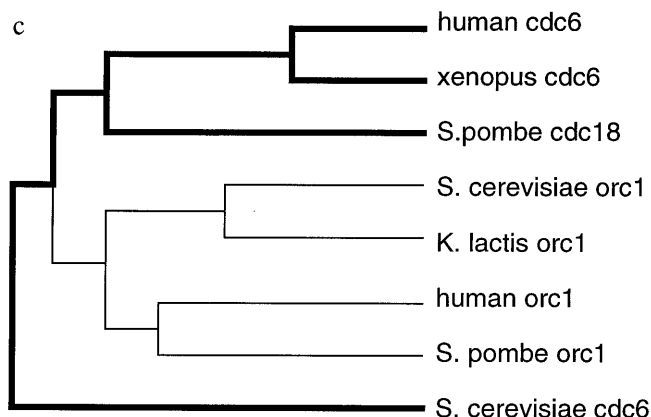 c
human cdc6
xenopus cdc6
S.pombe cdc18
S. cerevisiae orc1
K. lactis orc1
human orc1
S. pombe orc1
S. cerevisiae cdc6